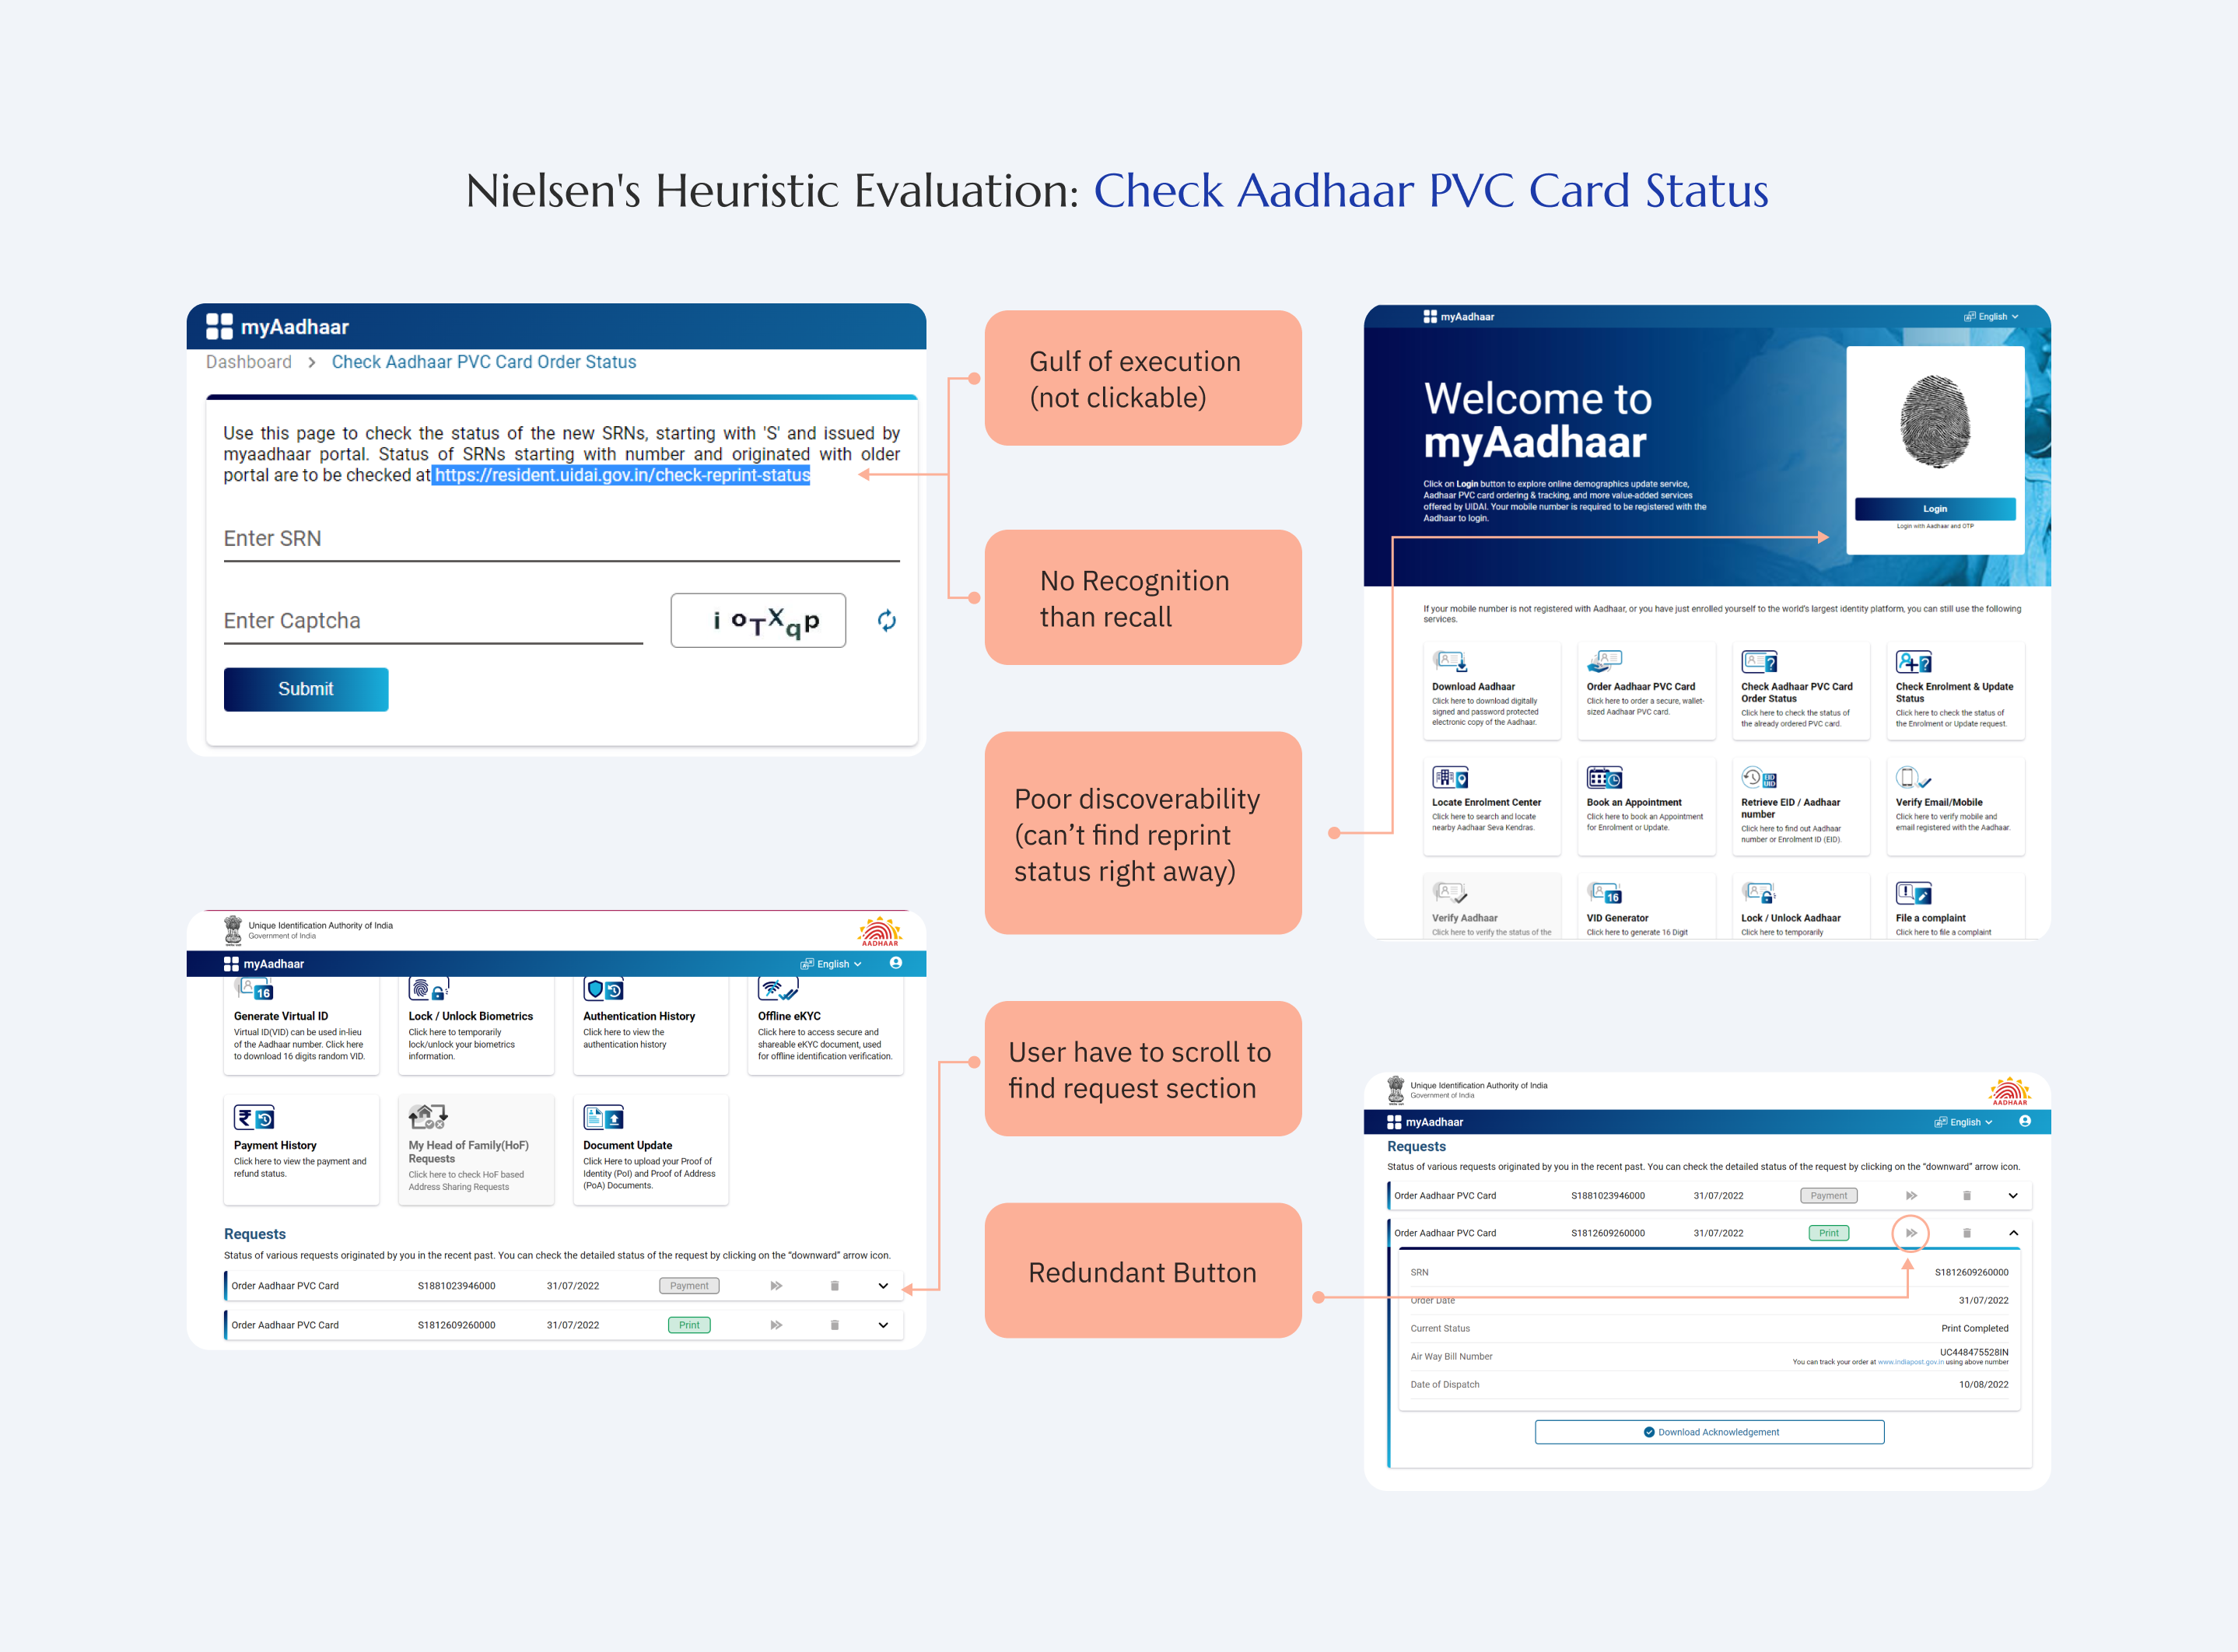 Nielsen's Heuristic Evaluation: Check Aadhaar PVC Card Status
myAadhaar
Dashboard > Check Aadhaar PVC Card Order Status
Use this page to check the status of the new SRNs, starting with 'S' and issued by
myaadhaar portal. Status of SRNs starting with number and originated with older
portal are to be checked at https://resident.uidai.gov.in/check-reprint-status
Enter SRN
Enter Captcha
i o T X q p
Submit
Gulf of execution
(not clickable)
No Recognition
than recall
Poor discoverability
(can’t find reprint
status right away)
User have to scroll to
find request section
Redundant Button
myAadhaar
English
Welcome to
myAadhaar
Click on Login button to explore online demographics update service,
Aadhaar PVC card ordering & tracking, and more value-added services
offered by UIDAI. Your mobile number is required to be registered with the
Aadhaar to login.
Login
Login with Aadhaar and OTP
If your mobile number is not registered with Aadhaar, or you have just enrolled yourself to the world's largest identity platform, you can still use the following
services.
Download Aadhaar
Click here to download digitally
signed and password protected
electronic copy of the Aadhaar.
Order Aadhaar PVC Card
Click here to order a secure, wallet-
sized Aadhaar PVC card.
Check Aadhaar PVC Card
Order Status
Click here to check the status of
the already ordered PVC card.
Check Enrolment & Update
Status
Click here to check the status of
the Enrolment or Update request.
Locate Enrolment Center
Click here to search and locate
nearby Aadhaar Seva Kendras.
Book an Appointment
Click here to book an Appointment
for Enrolment or Update.
EID
UID
Retrieve EID / Aadhaar
number
Click here to find out Aadhaar
number or Enrolment ID (EID).
Verify Email/Mobile
Click here to verify mobile and
email registered with the Aadhaar.
Verify Aadhaar
Click here to verify the status of the
16
VID Generator
Click here to generate 16 Digit
Lock / Unlock Aadhaar
Click here to temporarily
File a complaint
Click here to file a complaint
Unique Identification Authority of India
Government of India
AADHAAR
myAadhaar
English
16
Generate Virtual ID
Virtual ID(VID) can be used in-lieu
of the Aadhaar number. Click here
to download 16 digits random VID.
Lock / Unlock Biometrics
Click here to temporarily
lock/unlock your biometrics
information.
Authentication History
Click here to view the
authentication history
Offline eKYC
Click here to access secure and
shareable eKYC document, used
for offline identification verification.
₹
Payment History
Click here to view the payment and
refund status.
My Head of Family(HoF)
Requests
Click here to check HoF based
Address Sharing Requests
Document Update
Click Here to upload your Proof of
Identity (PoI) and Proof of Address
(PoA) Documents.
Requests
Status of various requests originated by you in the recent past. You can check the detailed status of the request by clicking on the “downward” arrow icon.
Order Aadhaar PVC Card S1881023946000 31/07/2022 Payment
Order Aadhaar PVC Card S1812609260000 31/07/2022 Print
Unique Identification Authority of India
Government of India
AADHAAR
myAadhaar
English
Requests
Status of various requests originated by you in the recent past. You can check the detailed status of the request by clicking on the “downward” arrow icon.
Order Aadhaar PVC Card S1881023946000 31/07/2022 Payment
Order Aadhaar PVC Card S1812609260000 31/07/2022 Print
SRN S1812609260000
Order Date 31/07/2022
Current Status Print Completed
Air Way Bill Number UC448475528IN
You can track your order at www.indiapost.gov.in using above number
Date of Dispatch 10/08/2022
Download Acknowledgement